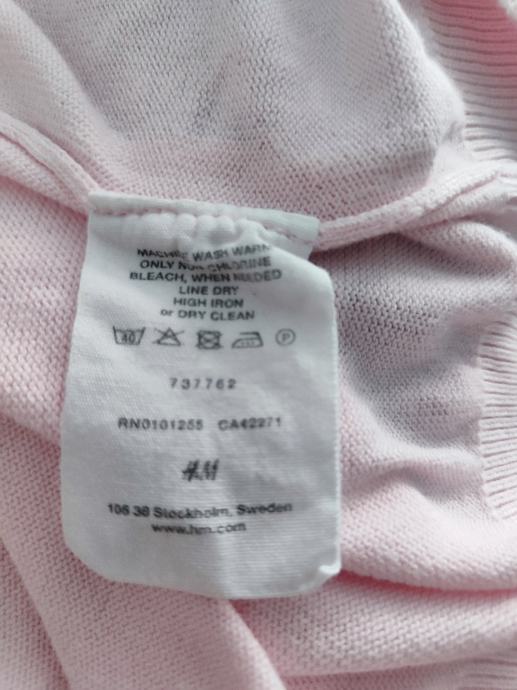 MACHINE WASH WARM
ONLY NON-CHLORINE
BLEACH, WHEN NEEDED
LINE DRY
HIGH IRON
or DRY CLEAN
40 P
737762
RN0101255 CA42271
H&M
106 38 Stockholm, Sweden
www.hm.com